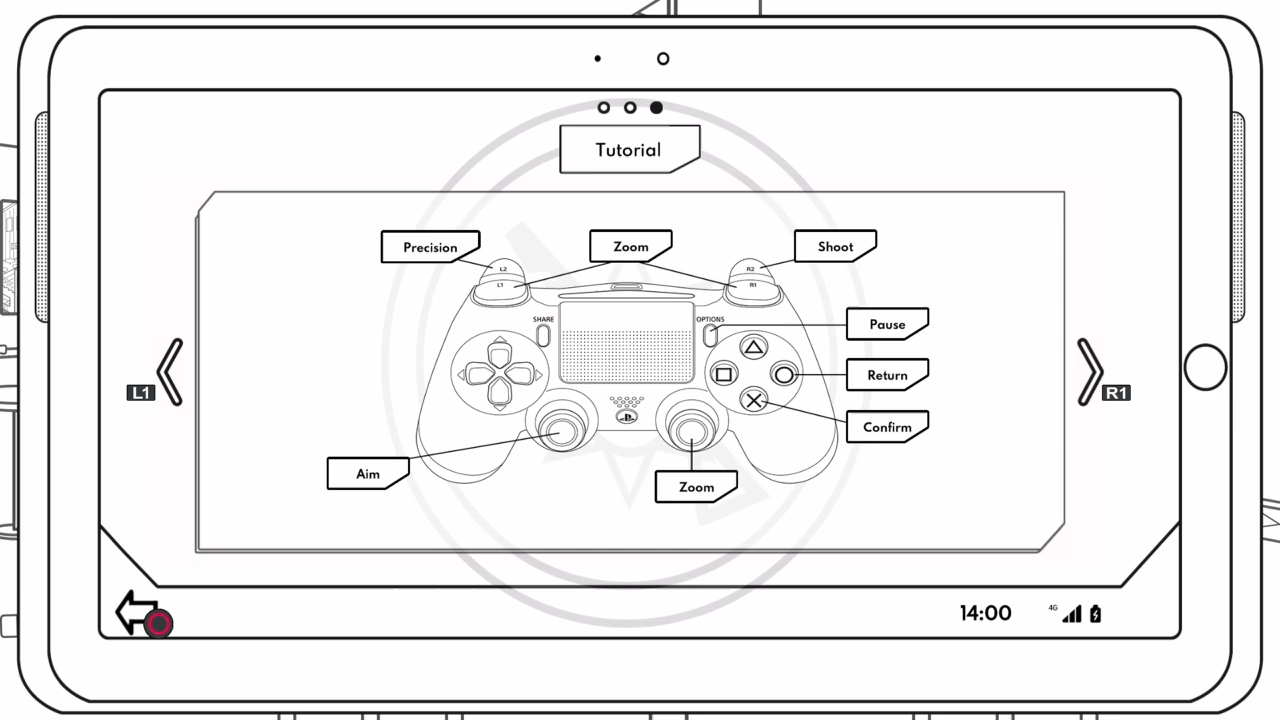 Tutorial
Precision
Zoom
Shoot
L2
R2
L1
R1
SHARE
OPTIONS
Pause
Return
L1
R1
Confirm
Aim
Zoom
14:00
4G